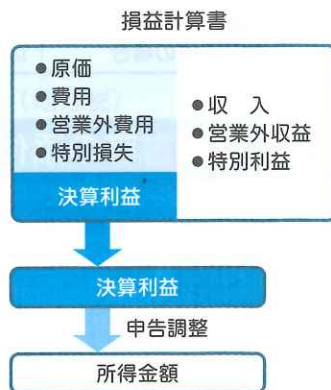 損益計算書
●原価
●費用
●営業外費用
●特別損失
決算利益
●収　入
●営業外収益
●特別利益
決算利益
申告調整
所得金額